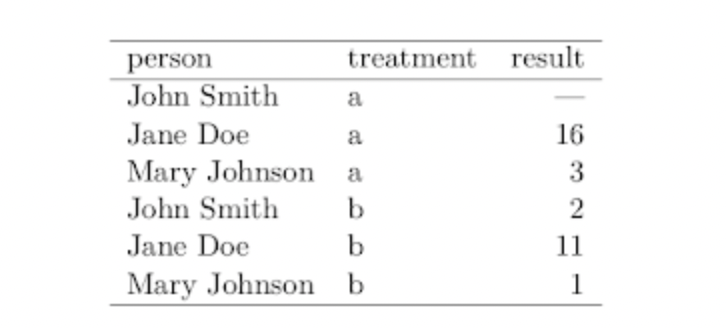 person treatment result
John Smith a —
Jane Doe a 16
Mary Johnson a 3
John Smith b 2
Jane Doe b 11
Mary Johnson b 1